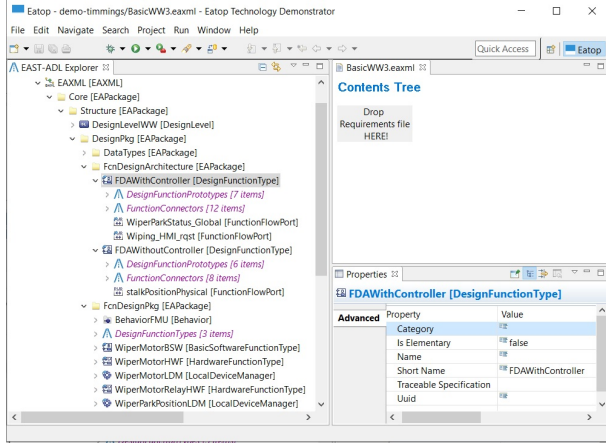 Eatop - demo-timmings/BasicWW3.eaxml - Eatop Technology Demonstrator
File Edit Navigate Search Project Run Window Help
Quick Access
Eatop
EAST-ADL Explorer
EAXML [EAXML]
Core [EAPackage]
Structure [EAPackage]
DesignLevelWW [DesignLevel]
DesignPkg [EAPackage]
DataTypes [EAPackage]
FcnDesignArchitecture [EAPackage]
FDAWithController [DesignFunctionType]
DesignFunctionPrototypes [7 items]
FunctionConnectors [12 items]
WiperParkStatus_Global [FunctionFlowPort]
Wiping_HMI_rqst [FunctionFlowPort]
FDAWithoutController [DesignFunctionType]
DesignFunctionPrototypes [6 items]
FunctionConnectors [8 items]
stalkPositionPhysical [FunctionFlowPort]
FcnDesignPkg [EAPackage]
BehaviorFMU [Behavior]
DesignFunctionTypes [3 items]
WiperMotorBSW [BasicSoftwareFunctionType]
WiperMotorHWF [HardwareFunctionType]
WiperMotorLDM [LocalDeviceManager]
WiperMotorRelayHWF [HardwareFunctionType]
WiperParkPositionLDM [LocalDeviceManager]
BasicWW3.eaxml
Contents Tree
Drop
Requirements file
HERE!
Properties
FDAWithController [DesignFunctionType]
Advanced
Property Value
Category
Is Elementary false
Name
Short Name FDAWithController
Traceable Specification
Uuid